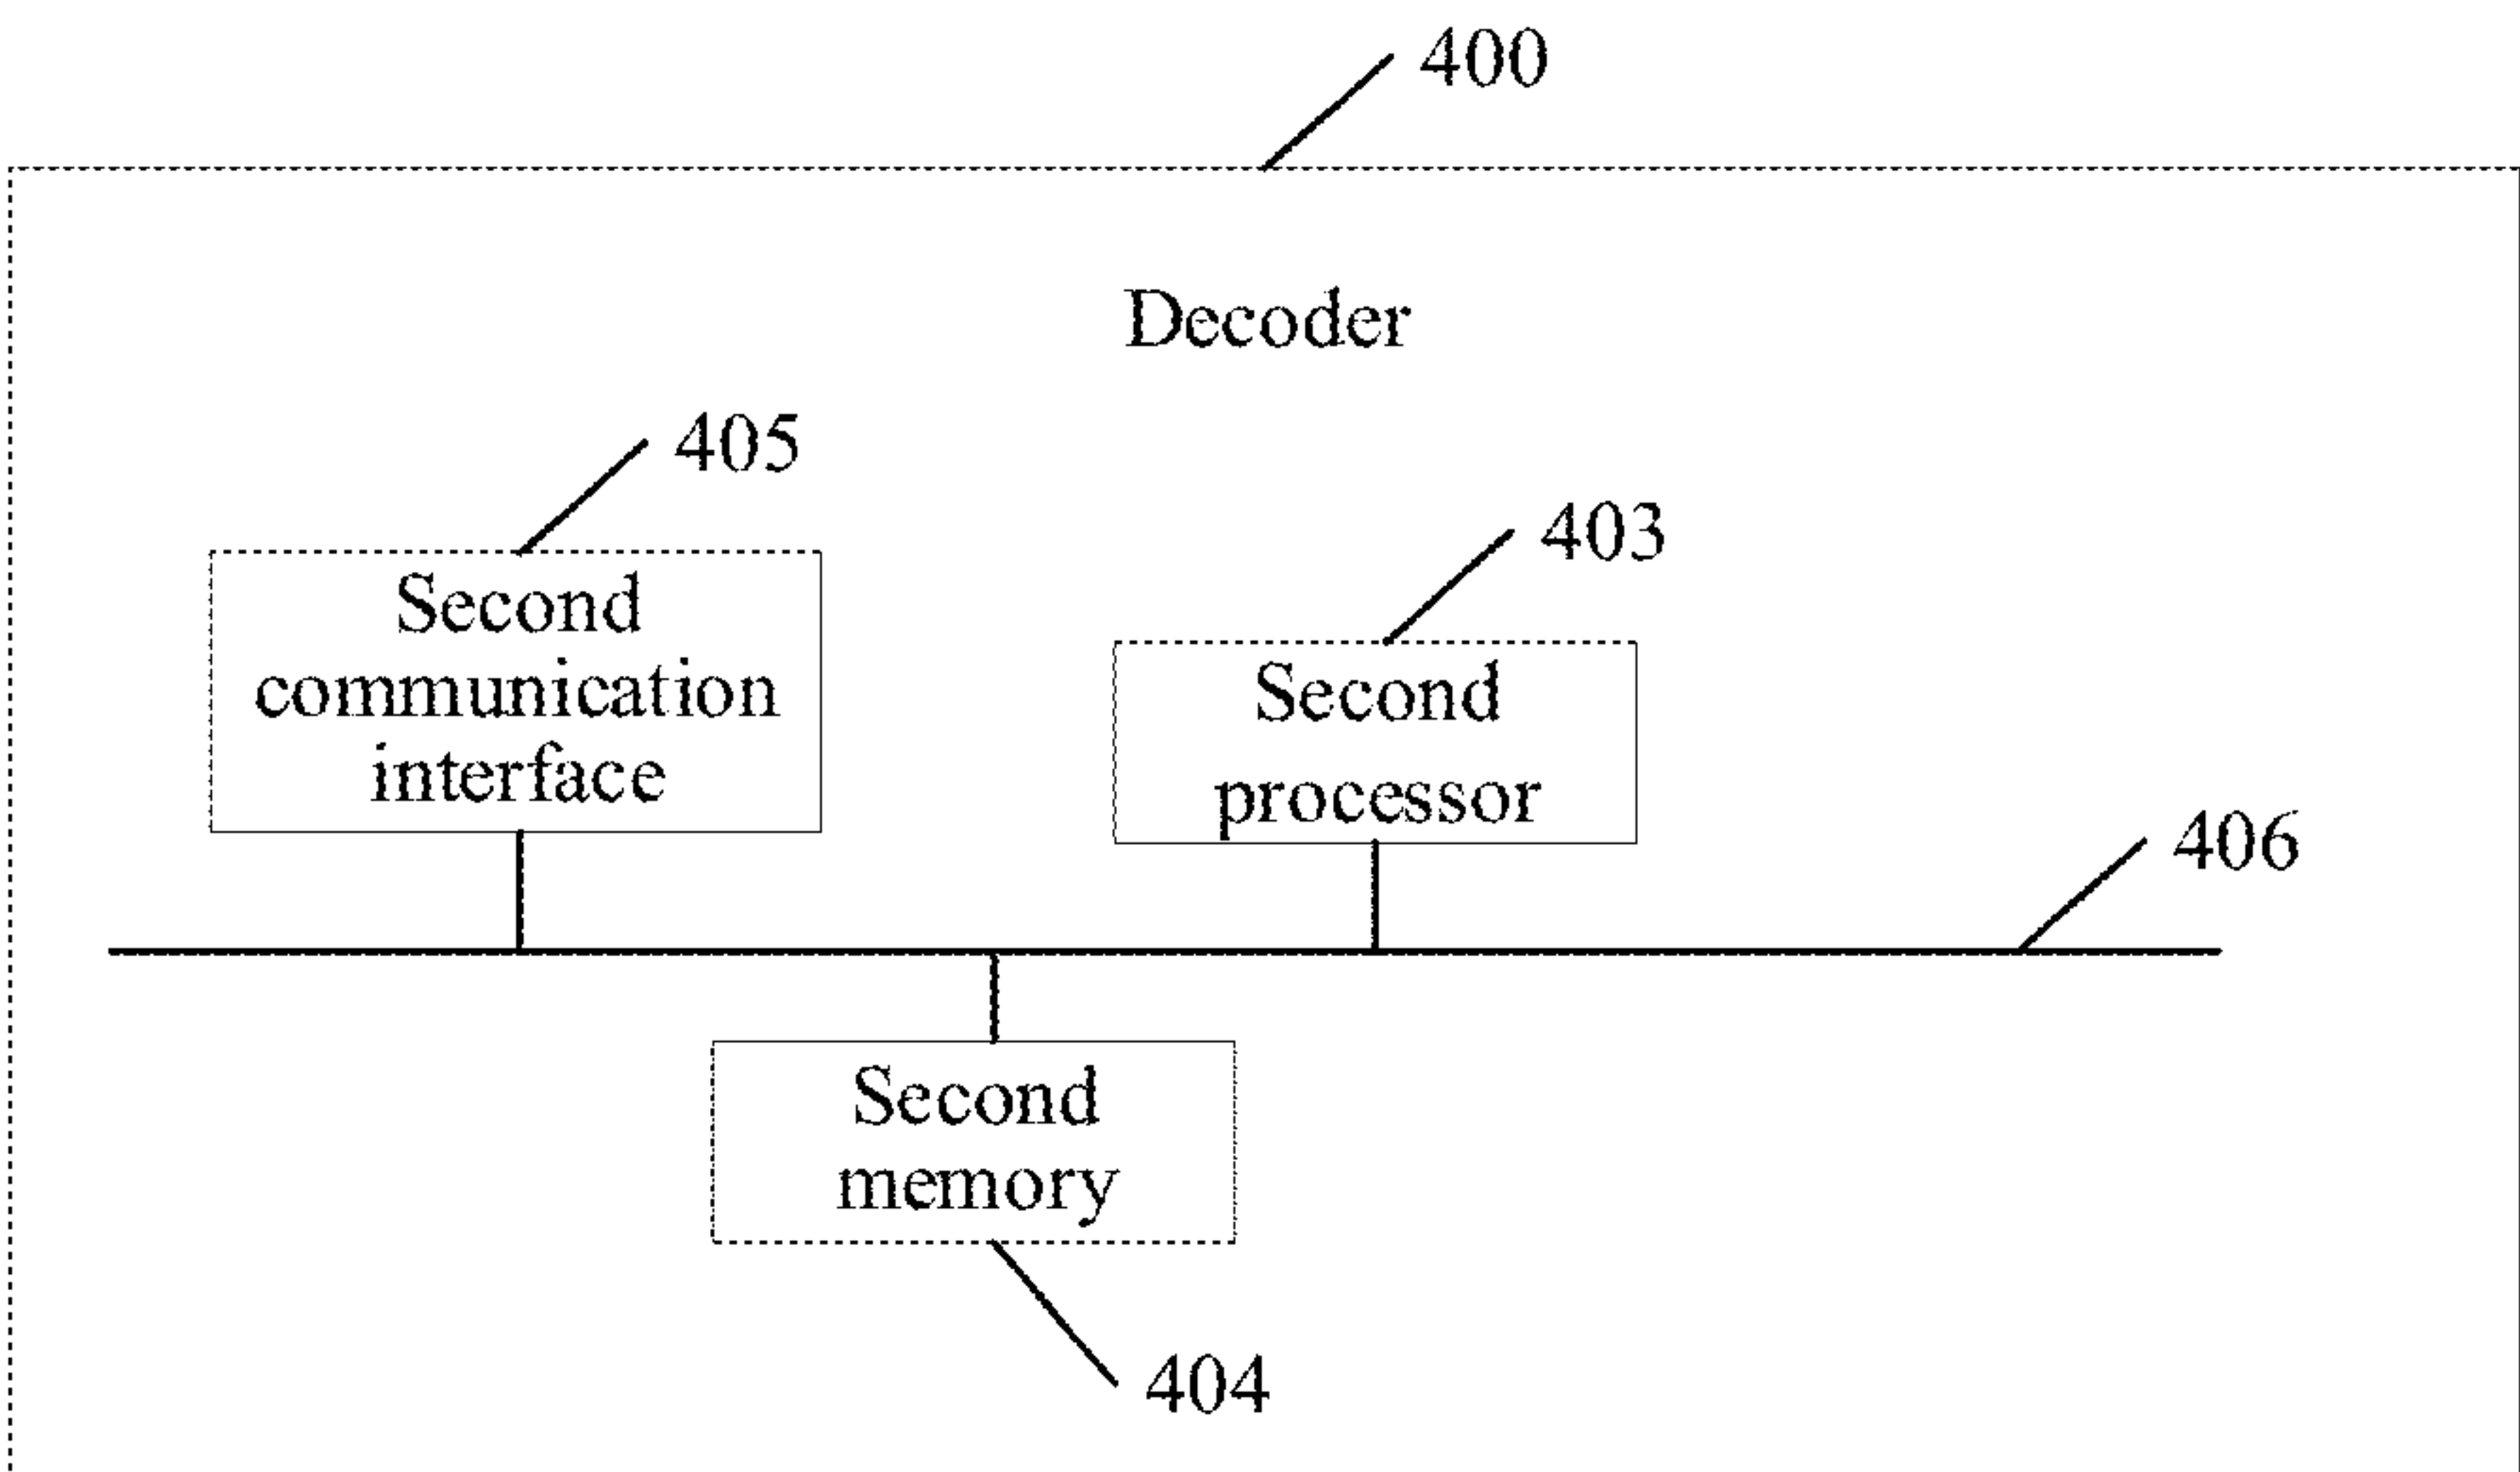 400
Decoder
405
403
Second
communication
interface
Second
processor
406
Second
memory
404